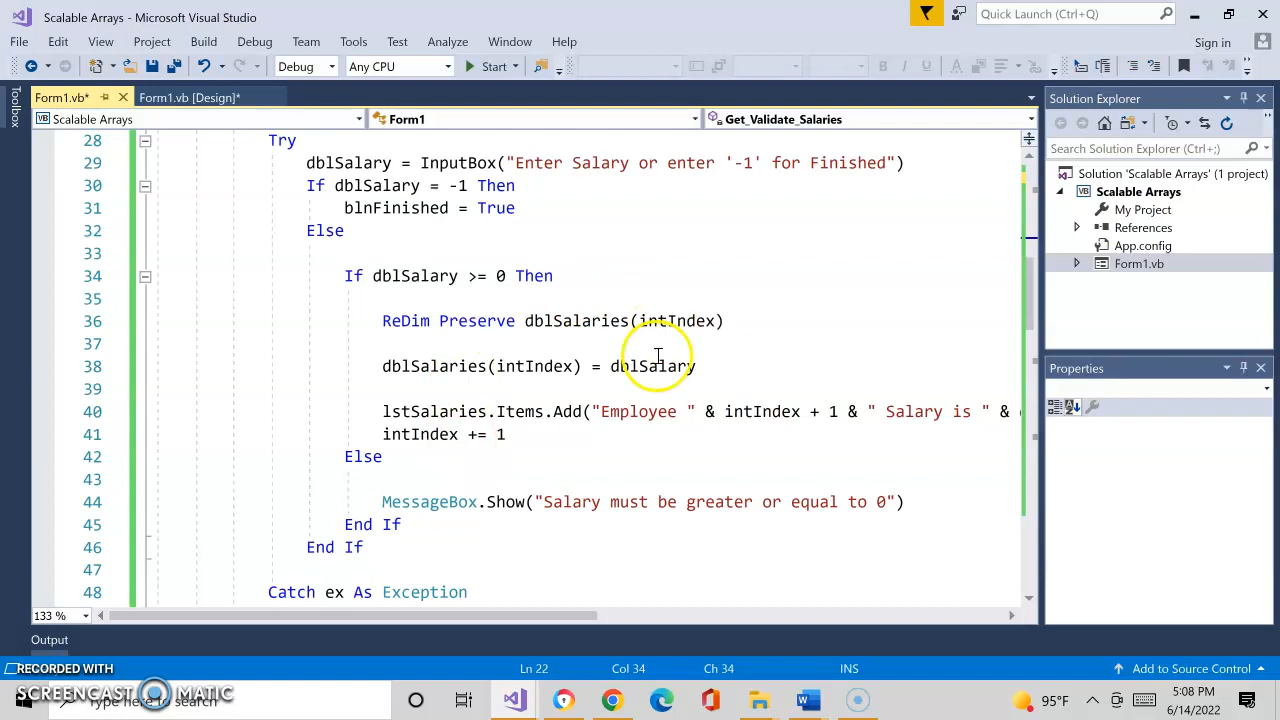 Scalable Arrays - Microsoft Visual Studio
Quick Launch (Ctrl+Q)
File Edit View Project Build Debug Team Tools Test Analyze Window Help
Sign in
Debug Any CPU Start
Toolbox
Form1.vb* Form1.vb [Design]*
Scalable Arrays Form1 Get_Validate_Salaries
28 Try
29 dblSalary = InputBox("Enter Salary or enter '-1' for Finished")
30 If dblSalary = -1 Then
31 blnFinished = True
32 Else
33
34 If dblSalary >= 0 Then
35
36 ReDim Preserve dblSalaries(intIndex)
37
38 dblSalaries(intIndex) = dblSalary
39
40 lstSalaries.Items.Add("Employee " & intIndex + 1 & " Salary is " &
41 intIndex += 1
42 Else
43
44 MessageBox.Show("Salary must be greater or equal to 0")
45 End If
46 End If
47
48 Catch ex As Exception
133 %
Solution Explorer
Search Solution Explorer (Ctrl+;)
Solution 'Scalable Arrays' (1 project)
VB Scalable Arrays
My Project
References
App.config
Form1.vb
Properties
Output
Ln 22 Col 34 Ch 34 INS Add to Source Control
RECORDED WITH
SCREENCAST MATIC
Type here to search
95°F
5:08 PM
6/14/2022